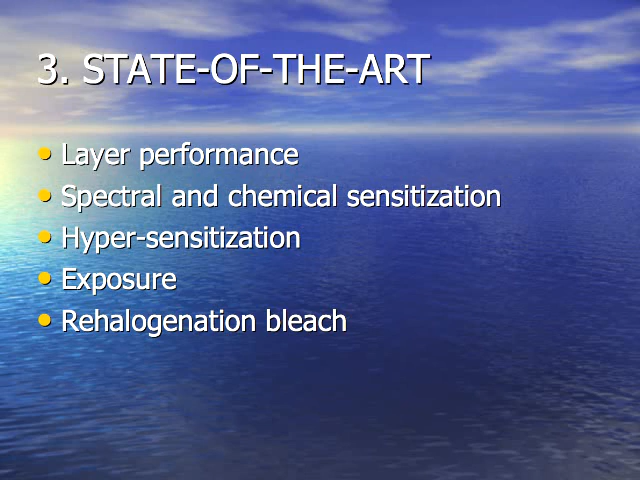 3. STATE-OF-THE-ART
• Layer performance
• Spectral and chemical sensitization
• Hyper-sensitization
• Exposure
• Rehalogenation bleach